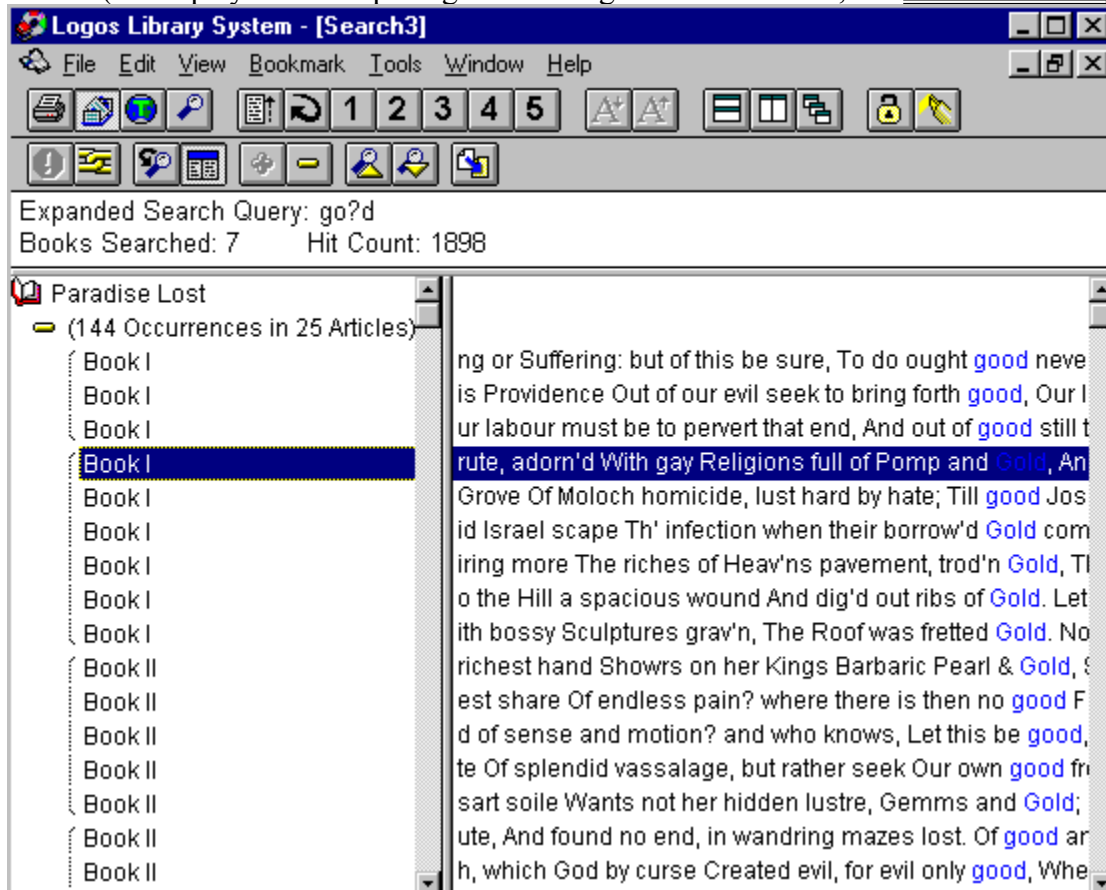 Logos Library System - [Search3]
File Edit View Bookmark Tools Window Help
1 2 3 4 5
Expanded Search Query: go?d
Books Searched: 7 Hit Count: 1898
Paradise Lost
(144 Occurrences in 25 Articles)
Book I ng or Suffering: but of this be sure, To do ought good neve
Book I is Providence Out of our evil seek to bring forth good, Our l
Book I ur labour must be to pervert that end, And out of good still t
Book I rute, adorn'd With gay Religions full of Pomp and Gold, An
Book I Grove Of Moloch homicide, lust hard by hate; Till good Jos
Book I id Israel scape Th' infection when their borrow'd Gold com
Book I iring more The riches of Heav'ns pavement, trod'n Gold, Tl
Book I o the Hill a spacious wound And dig'd out ribs of Gold. Let
Book I ith bossy Sculptures grav'n, The Roof was fretted Gold. No
Book II richest hand Showrs on her Kings Barbaric Pearl & Gold,
Book II est share Of endless pain? where there is then no good F
Book II d of sense and motion? and who knows, Let this be good,
Book II te Of splendid vassalage, but rather seek Our own good fr
Book II sart soile Wants not her hidden lustre, Gemms and Gold;
Book II ute, And found no end, in wandring mazes lost. Of good ar
Book II h, which God by curse Created evil, for evil only good, Whe